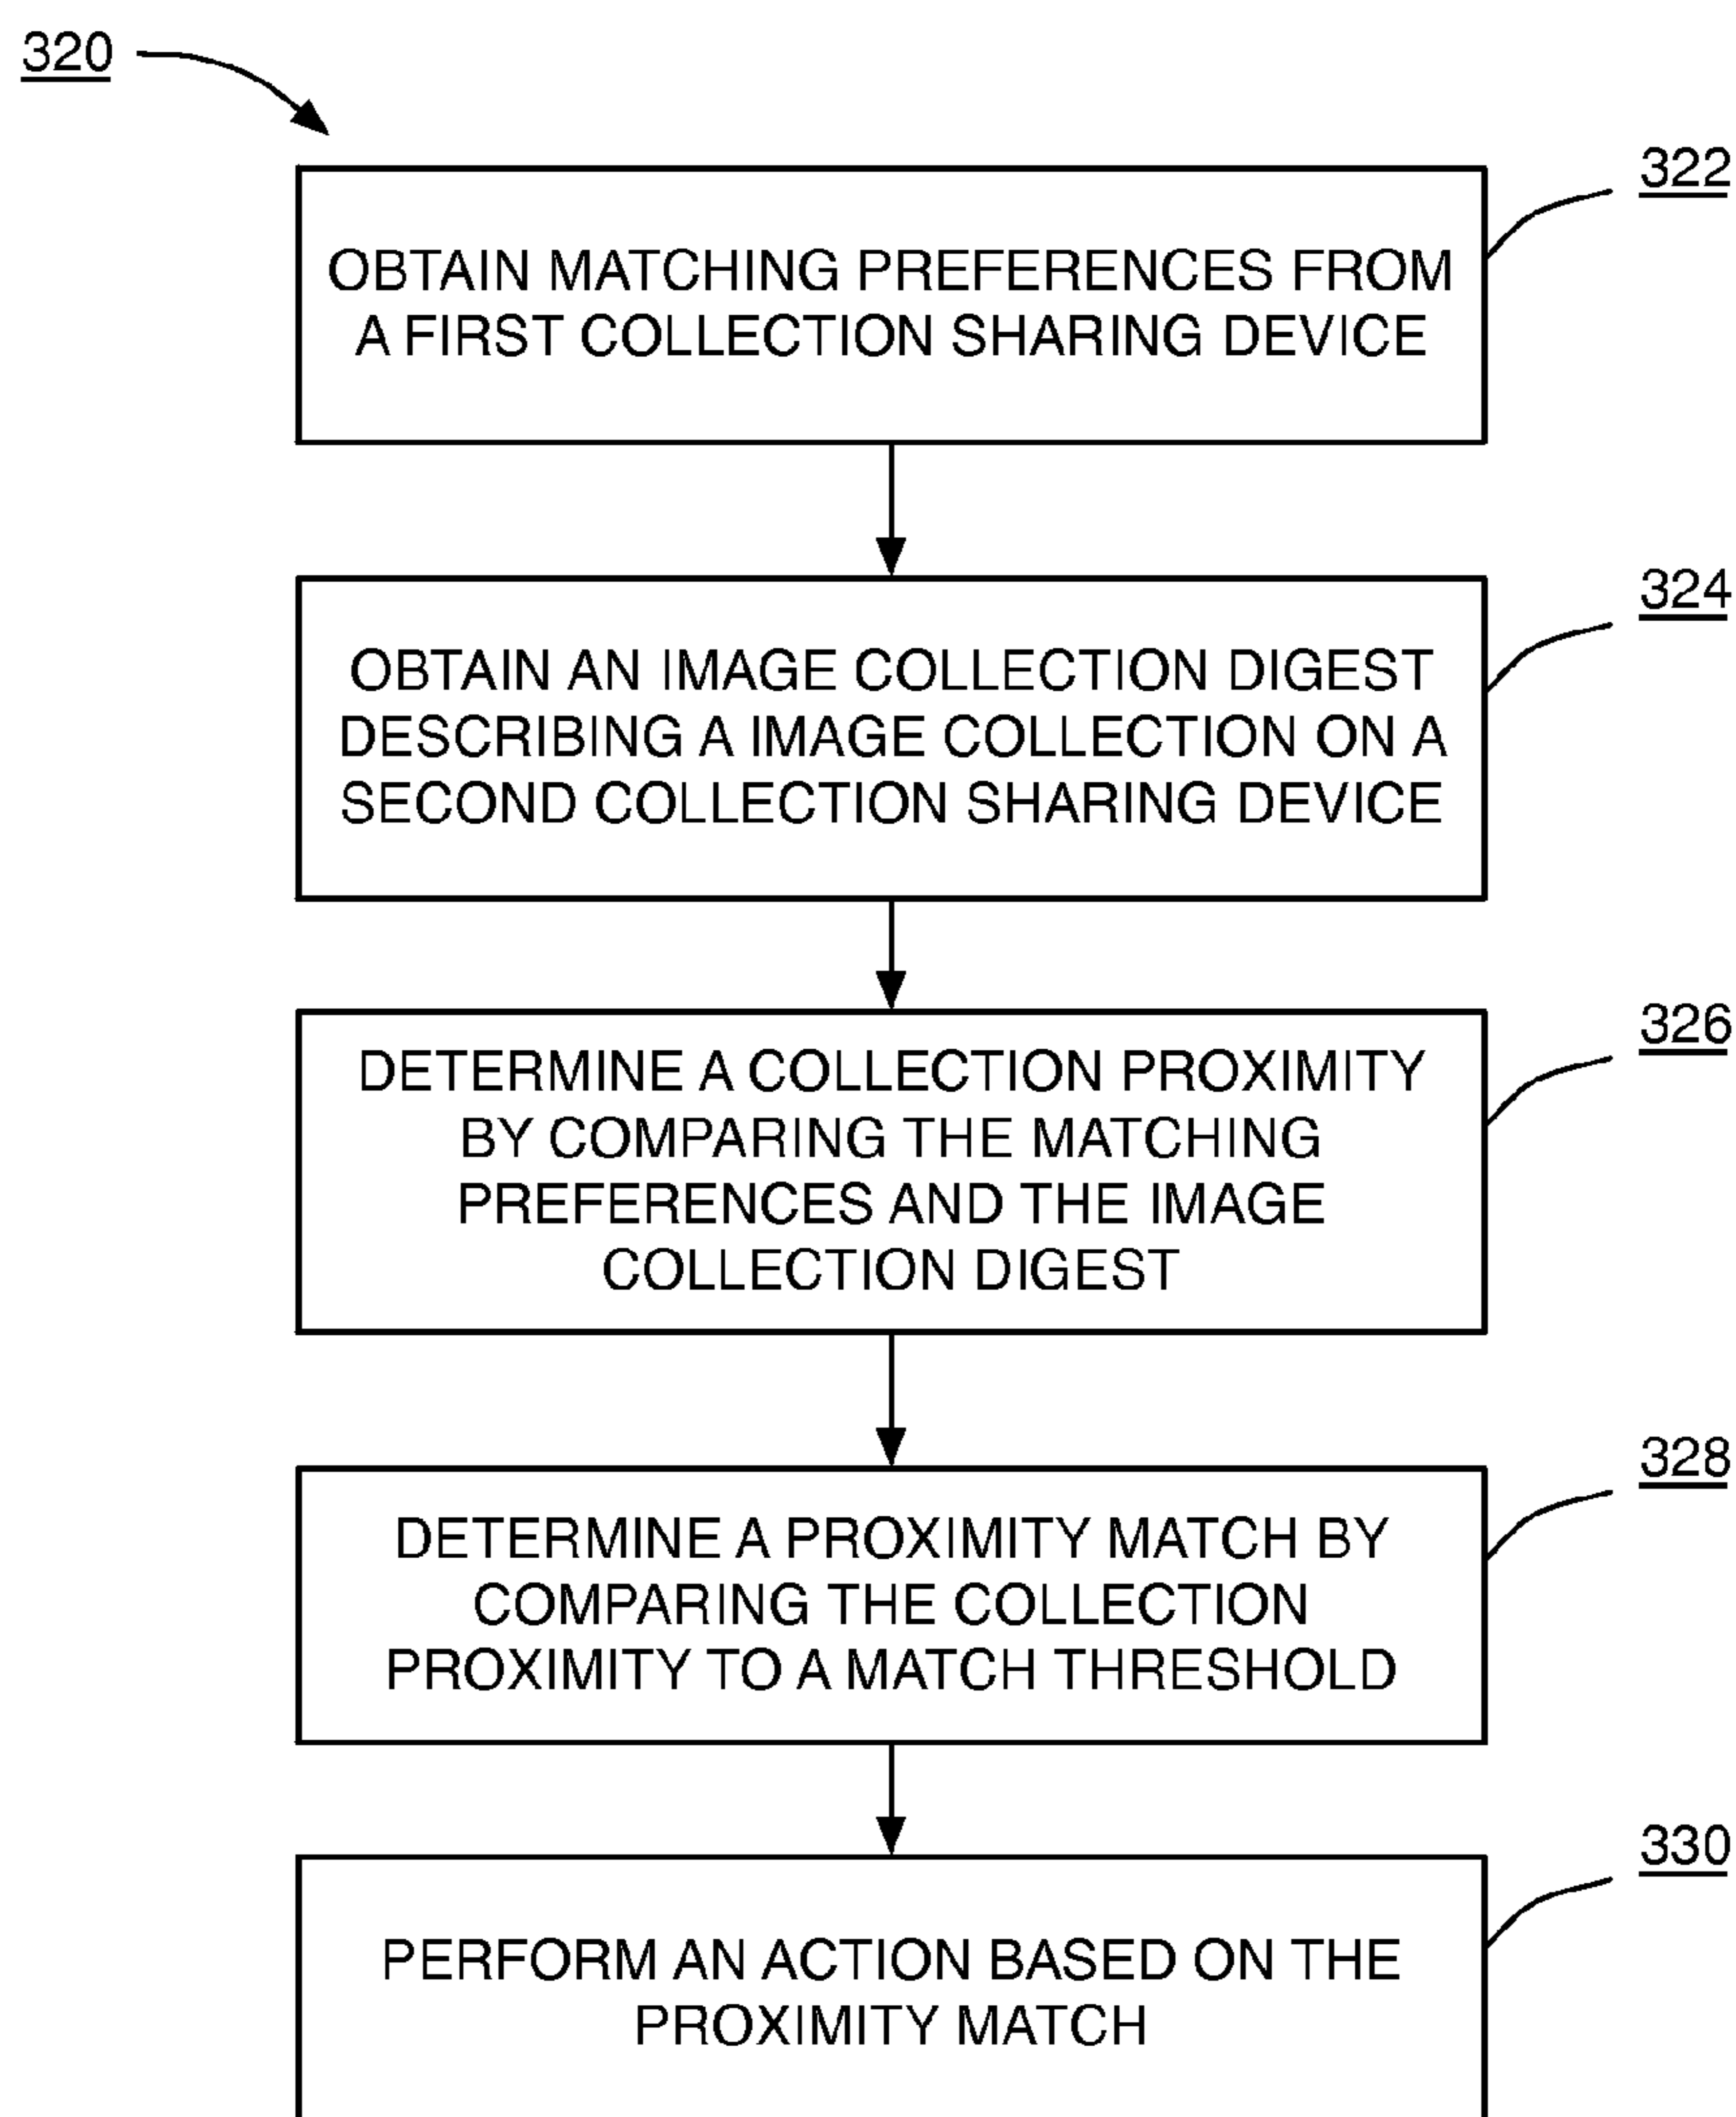 320
322
OBTAIN MATCHING PREFERENCES FROM
A FIRST COLLECTION SHARING DEVICE
324
OBTAIN AN IMAGE COLLECTION DIGEST
DESCRIBING A IMAGE COLLECTION ON A
SECOND COLLECTION SHARING DEVICE
326
DETERMINE A COLLECTION PROXIMITY
BY COMPARING THE MATCHING
PREFERENCES AND THE IMAGE
COLLECTION DIGEST
328
DETERMINE A PROXIMITY MATCH BY
COMPARING THE COLLECTION
PROXIMITY TO A MATCH THRESHOLD
330
PERFORM AN ACTION BASED ON THE
PROXIMITY MATCH